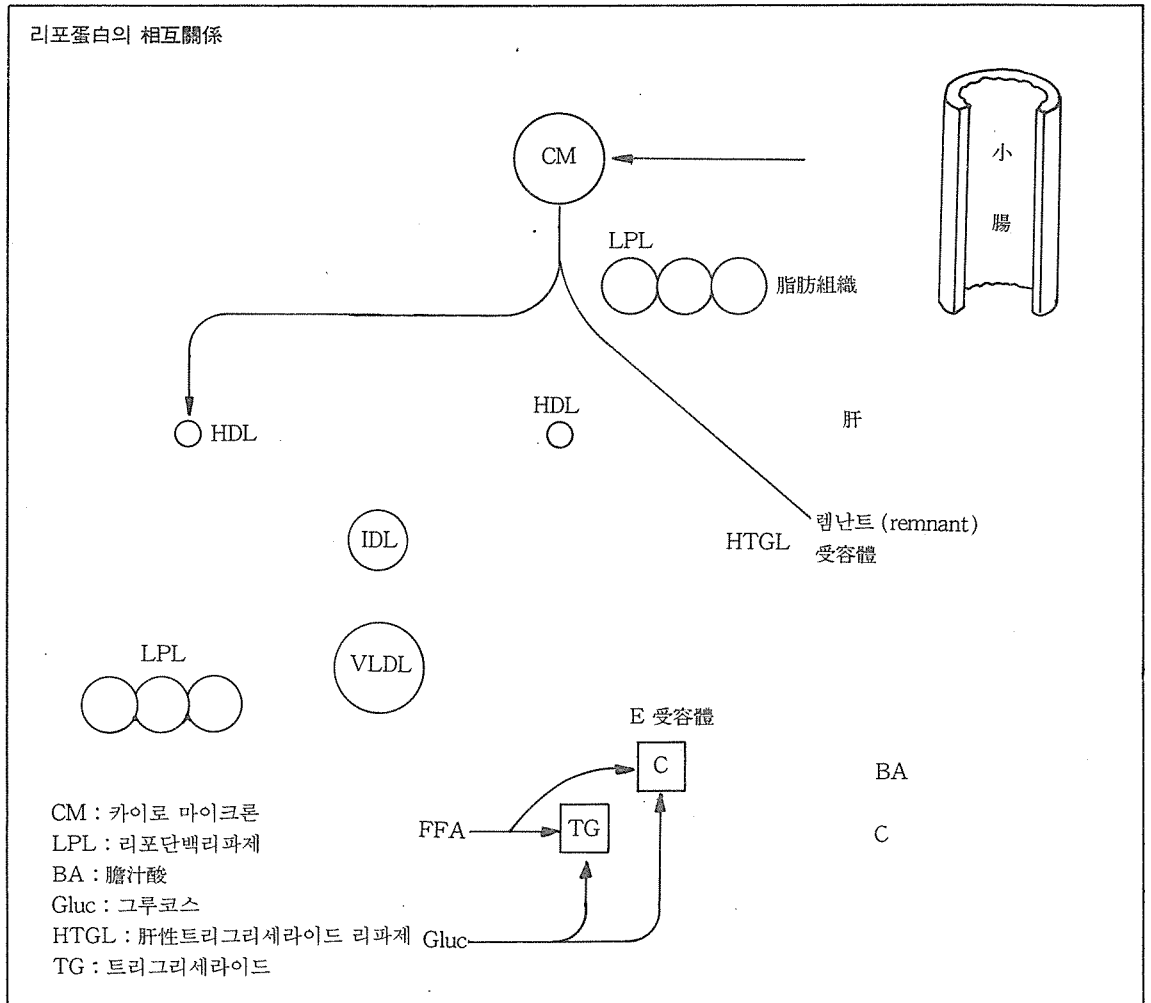 리포蛋白의 相互關係
CM
小
腸
LPL
脂肪組織
HDL
HDL
肝
IDL
HTGL
렘난트 (remnant)
受容體
LPL
VLDL
E 受容體
C
BA
FFA
TG
C
Gluc
CM : 카이로 마이크론
LPL : 리포단백리파제
BA : 膽汁酸
Gluc : 그루코스
HTGL : 肝性트리그리세라이드 리파제
TG : 트리그리세라이드